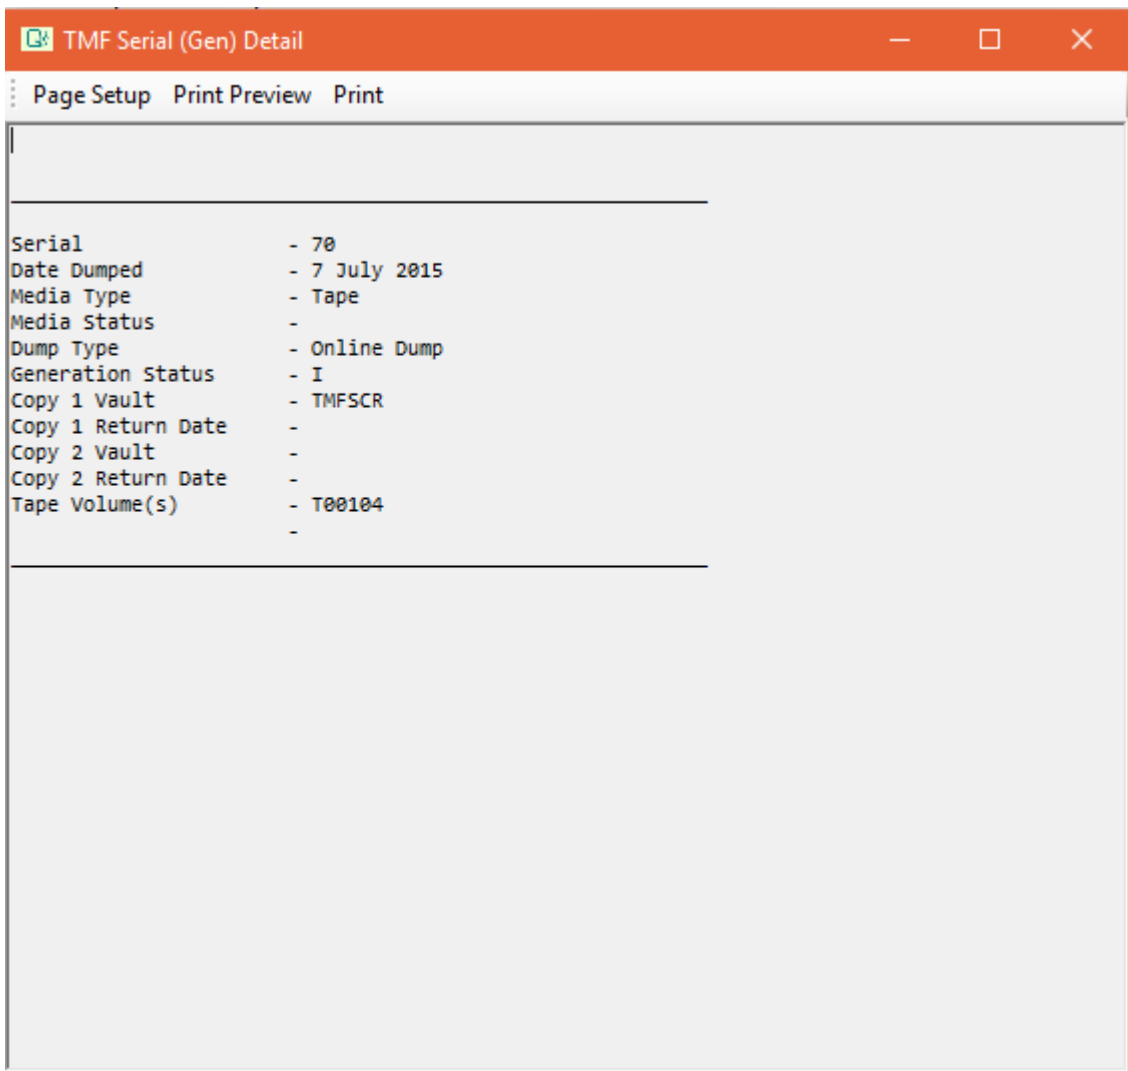 TMF Serial (Gen) Detail
Page Setup Print Preview Print
Serial - 70
Date Dumped - 7 July 2015
Media Type - Tape
Media Status -
Dump Type - Online Dump
Generation Status - I
Copy 1 Vault - TMFSCR
Copy 1 Return Date -
Copy 2 Vault -
Copy 2 Return Date -
Tape Volume(s) - T00104
-